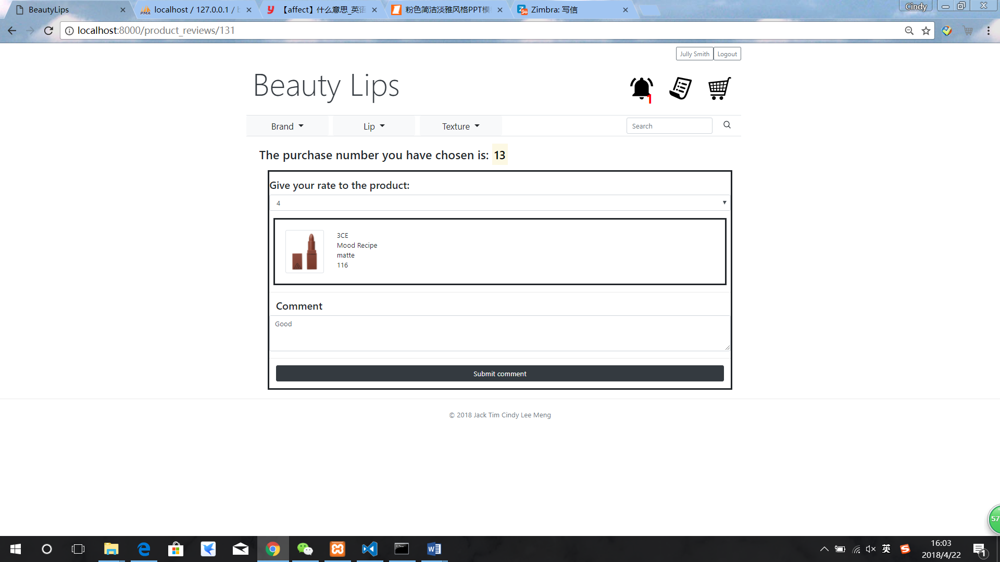 BeautyLips
localhost / 127.0.0.1 /
【affect】什么意思_英语
粉色简洁淡雅风格PPT模
Zimbra: 写信
Cindy
localhost:8000/product_reviews/131
Jully Smith
Logout
Beauty Lips
1
Brand
Lip
Texture
Search
The purchase number you have chosen is: 13
Give your rate to the product:
4
3CE
Mood Recipe
matte
116
Comment
Good
Submit comment
© 2018 Jack Tim Cindy Lee Meng
57
英
16:03
2018/4/22
1